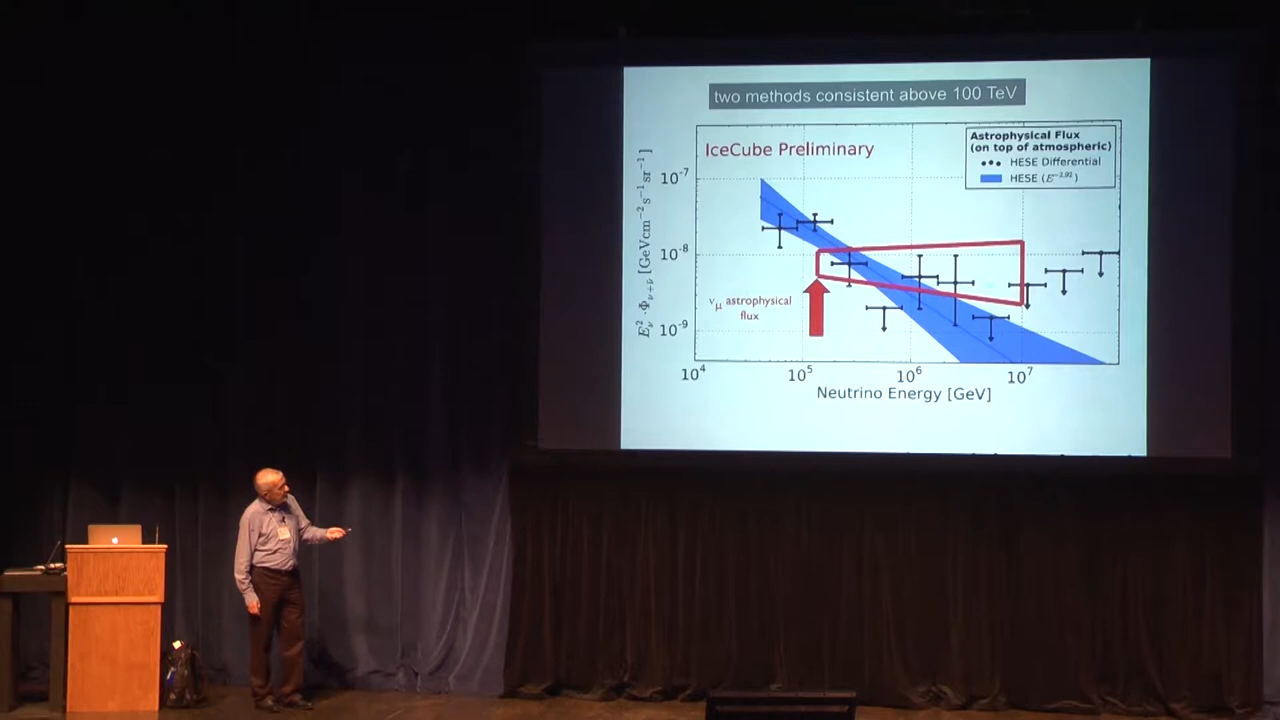 two methods consistent above 100 TeV
IceCube Preliminary
Astrophysical Flux
(on top of atmospheric)
HESE Differential
HESE (E^{-2.92})
E_ν^2 · Φ_{ν+ν̄} [GeV cm^{-2} s^{-1} sr^{-1}]
10^{-7}
10^{-8}
10^{-9}
ν_μ astrophysical
flux
10^4
10^5
10^6
10^7
Neutrino Energy [GeV]